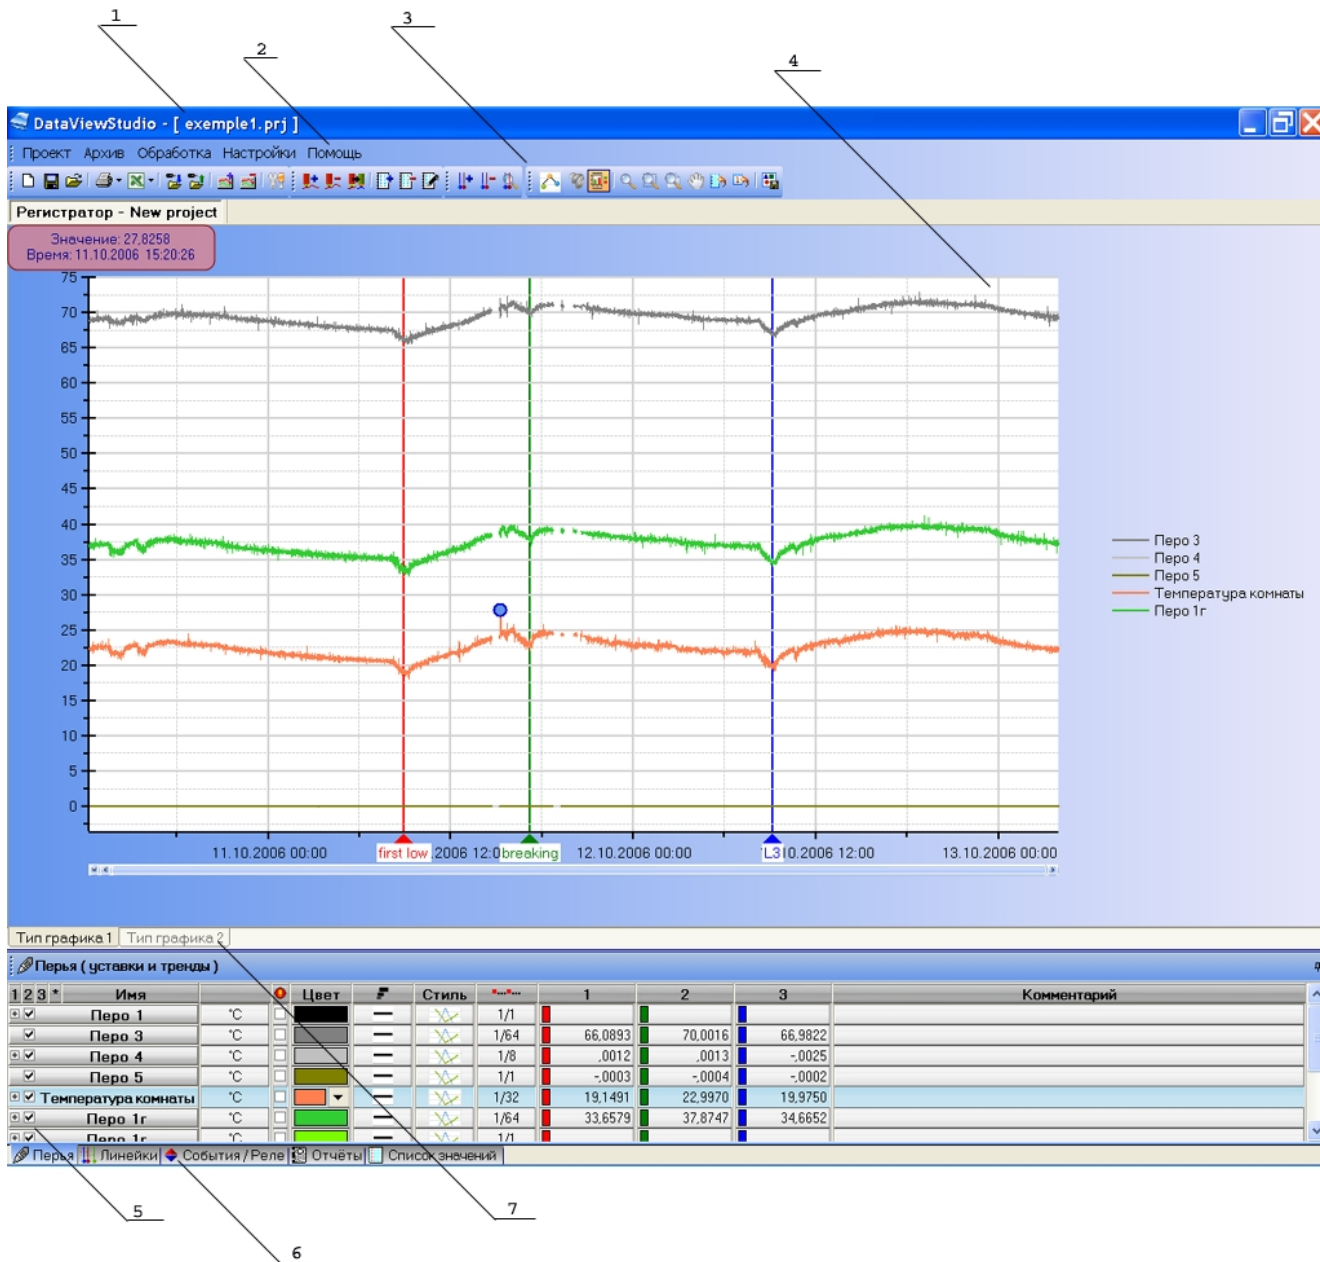 1
2
3
4
DataViewStudio - [ exemple1.prj ]
Проект Архив Обработка Настройки Помощь
Регистратор - New project
Значение: 27,8258
Время: 11.10.2006 15:20:26
75
70
65
60
55
50
45
40
35
30
25
20
15
10
5
0
Перо 3
Перо 4
Перо 5
Температура комнаты
Перо 1г
11.10.2006 00:00 first low .2006 12:0 breaking 12.10.2006 00:00 L3 10.2006 12:00 13.10.2006 00:00
Тип графика 1 Тип графика 2
Перья ( уставки и тренды )
1 2 3 * Имя Цвет Стиль 1 2 3 Комментарий
Перо 1 °C 1/1
Перо 3 °C 1/64 66,0893 70,0016 66,9822
Перо 4 °C 1/8 ,0012 ,0013 -,0025
Перо 5 °C 1/1 -,0003 -,0004 -,0002
Температура комнаты °C 1/32 19,1491 22,9970 19,9750
Перо 1г °C 1/64 33,6579 37,8747 34,6652
Перо 1г °C 1/1
Перья Линейки События / Реле Отчёты Список значений
5
7
6